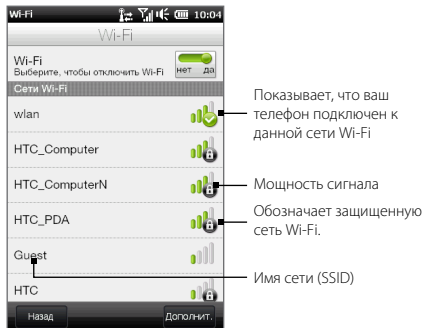 Wi-Fi 10:04
Wi-Fi
Wi-Fi
Выберите, чтобы отключить Wi-Fi
нет да
Сети Wi-Fi
wlan
HTC_Computer
HTC_ComputerN
HTC_PDA
Guest
HTC
Назад Дополнит.
Показывает, что ваш
телефон подключен к
данной сети Wi-Fi
Мощность сигнала
Обозначает защищенную
сеть Wi-Fi.
Имя сети (SSID)